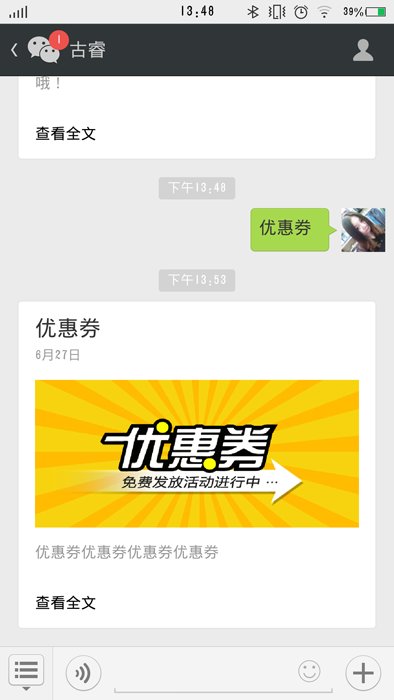 13:48
39%
1
古睿
哦！
查看全文
下午13:48
优惠券
下午13:53
优惠券
6月27日
优惠券
免费发放活动进行中…
优惠券优惠券优惠券优惠券
查看全文